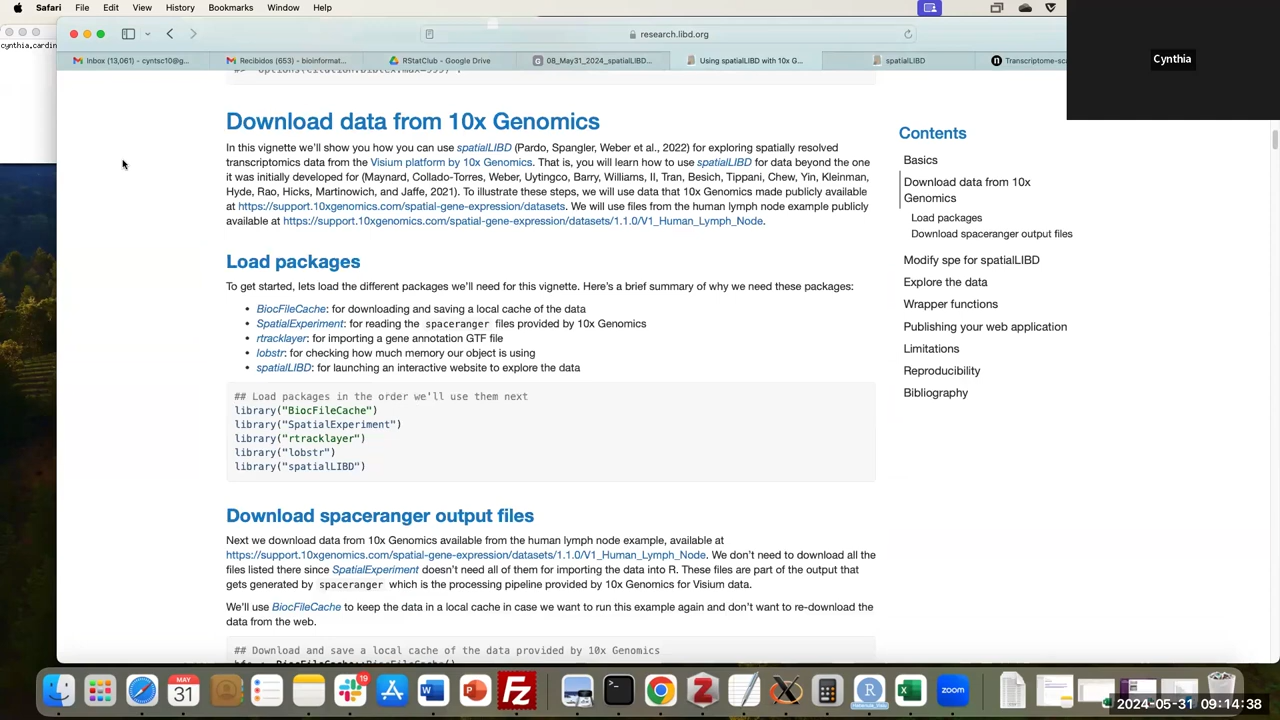 Safari File Edit View History Bookmarks Window Help
research.libd.org
cynthia.cardin
Inbox (13,061) – cyntsc10@g... Recibidos (653) – bioinformat... RStatClub – Google Drive 08_May31_2024_spatialLIBD... Using spatialLIBD with 10x G... spatialLIBD Transcriptome-sca
Cynthia
Download data from 10x Genomics
In this vignette we'll show you how you can use spatialLIBD (Pardo, Spangler, Weber et al., 2022) for exploring spatially resolved
transcriptomics data from the Visium platform by 10x Genomics. That is, you will learn how to use spatialLIBD for data beyond the one
it was initially developed for (Maynard, Collado-Torres, Weber, Uytingco, Barry, Williams, II, Tran, Besich, Tippani, Chew, Yin, Kleinman,
Hyde, Rao, Hicks, Martinowich, and Jaffe, 2021). To illustrate these steps, we will use data that 10x Genomics made publicly available
at https://support.10xgenomics.com/spatial-gene-expression/datasets. We will use files from the human lymph node example publicly
available at https://support.10xgenomics.com/spatial-gene-expression/datasets/1.1.0/V1_Human_Lymph_Node.
Load packages
To get started, lets load the different packages we'll need for this vignette. Here's a brief summary of why we need these packages:
• BiocFileCache: for downloading and saving a local cache of the data
• SpatialExperiment: for reading the spaceranger files provided by 10x Genomics
• rtracklayer: for importing a gene annotation GTF file
• lobstr: for checking how much memory our object is using
• spatialLIBD: for launching an interactive website to explore the data
## Load packages in the order we'll use them next
library("BiocFileCache")
library("SpatialExperiment")
library("rtracklayer")
library("lobstr")
library("spatialLIBD")
Download spaceranger output files
Next we download data from 10x Genomics available from the human lymph node example, available at
https://support.10xgenomics.com/spatial-gene-expression/datasets/1.1.0/V1_Human_Lymph_Node. We don't need to download all the
files listed there since SpatialExperiment doesn't need all of them for importing the data into R. These files are part of the output that
gets generated by spaceranger which is the processing pipeline provided by 10x Genomics for Visium data.
We'll use BiocFileCache to keep the data in a local cache in case we want to run this example again and don't want to re-download the
data from the web.
## Download and save a local cache of the data provided by 10x Genomics
Contents
Basics
Download data from 10x
Genomics
Load packages
Download spaceranger output files
Modify spe for spatialLIBD
Explore the data
Wrapper functions
Publishing your web application
Limitations
Reproducibility
Bibliography
MAY
31
19
zoom
2024-05-31 09:14:38